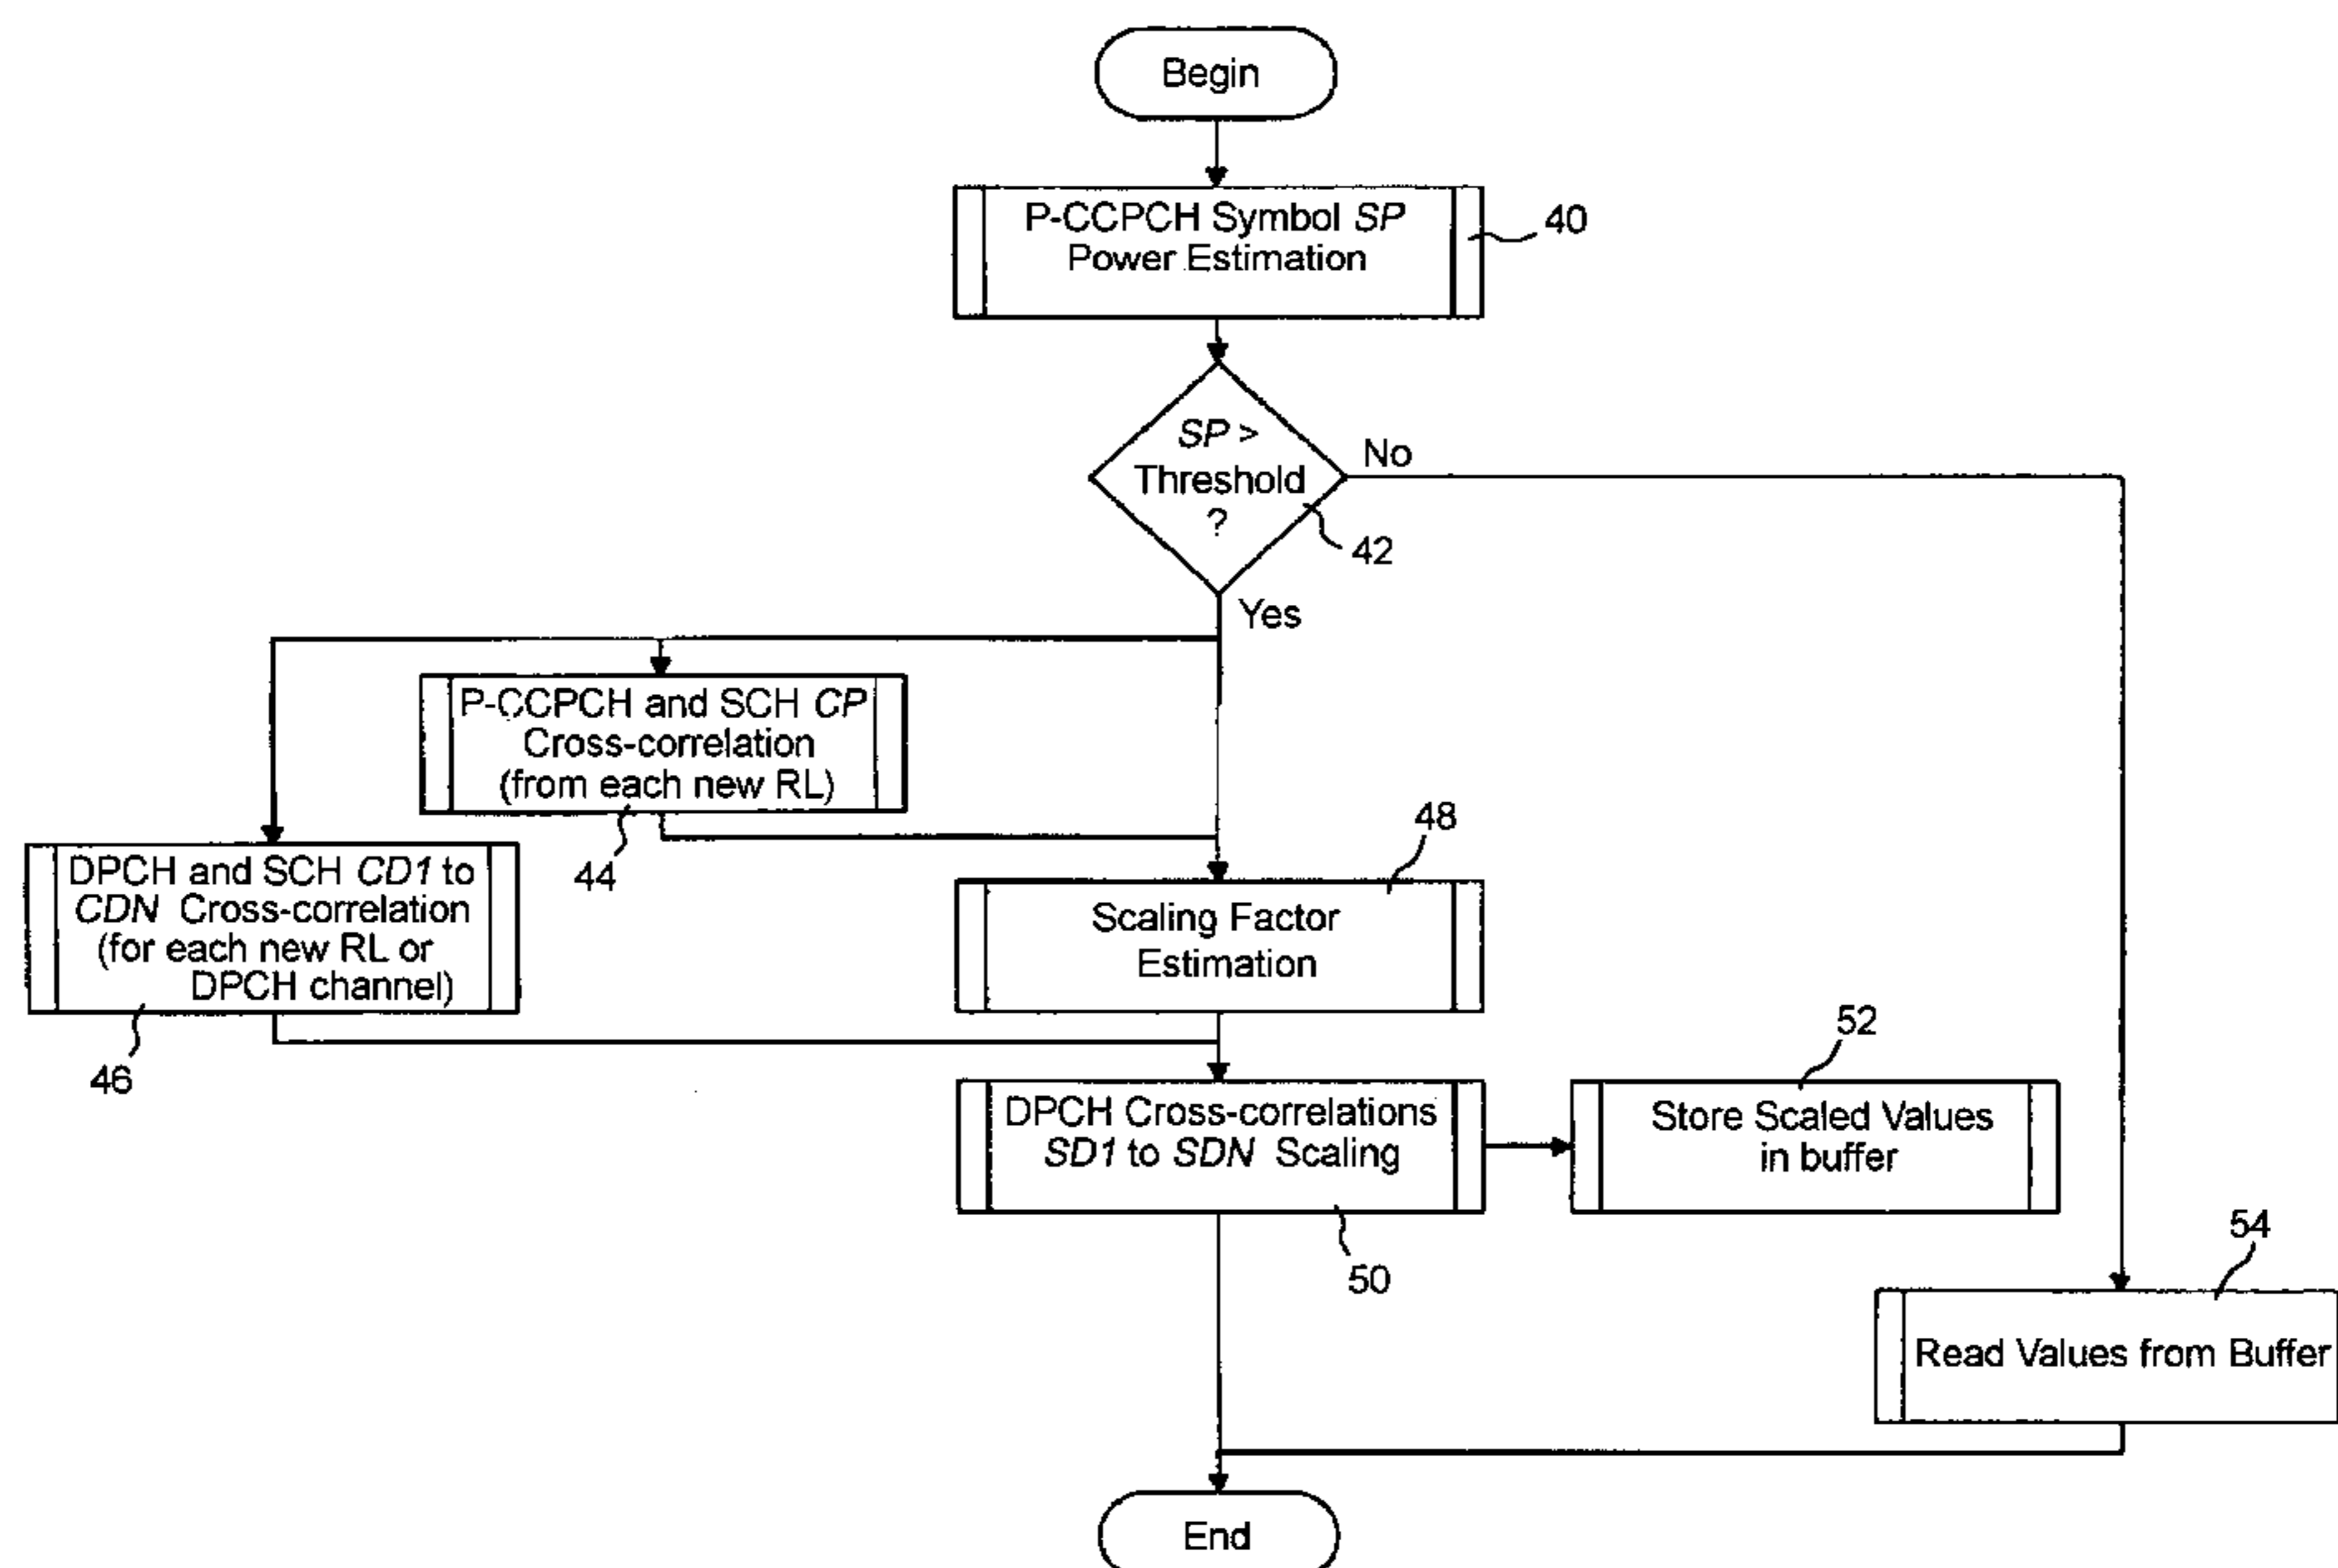 Begin
P-CCPCH Symbol SP
Power Estimation
40
SP >
Threshold
?
No
42
Yes
P-CCPCH and SCH CP
Cross-correlation
(from each new RL)
44
DPCH and SCH CD1 to
CDN Cross-correlation
(for each new RL or
DPCH channel)
46
48
Scaling Factor
Estimation
DPCH Cross-correlations
SD1 to SDN Scaling
50
52
Store Scaled Values
in buffer
54
Read Values from Buffer
End